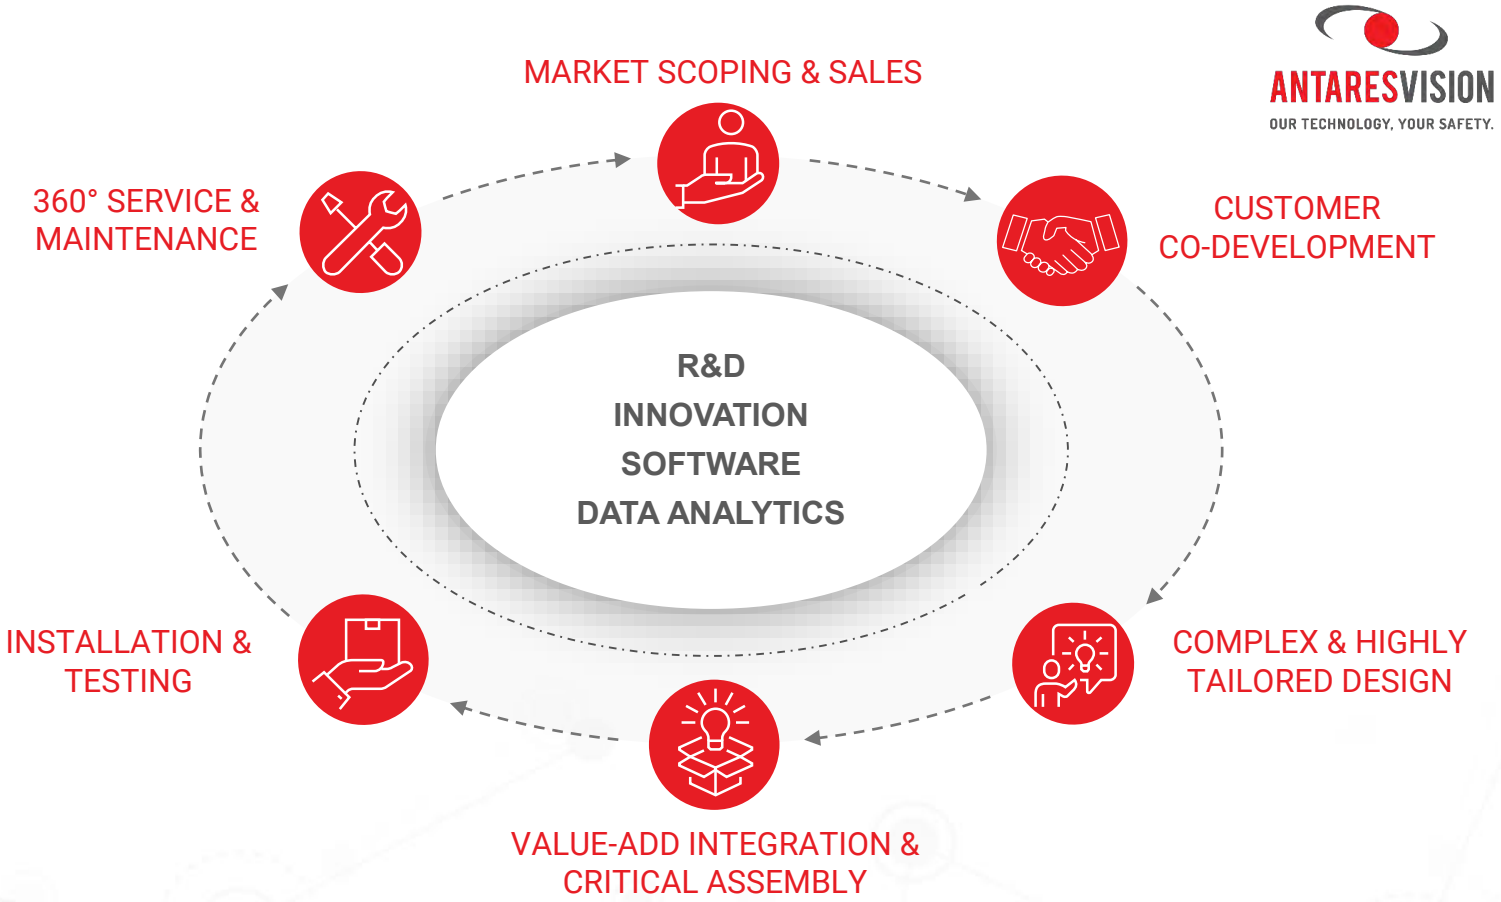 ANTARESVISION
OUR TECHNOLOGY, YOUR SAFETY.
MARKET SCOPING & SALES
CUSTOMER
CO-DEVELOPMENT
COMPLEX & HIGHLY
TAILORED DESIGN
VALUE-ADD INTEGRATION &
CRITICAL ASSEMBLY
INSTALLATION &
TESTING
360° SERVICE &
MAINTENANCE
R&D
INNOVATION
SOFTWARE
DATA ANALYTICS